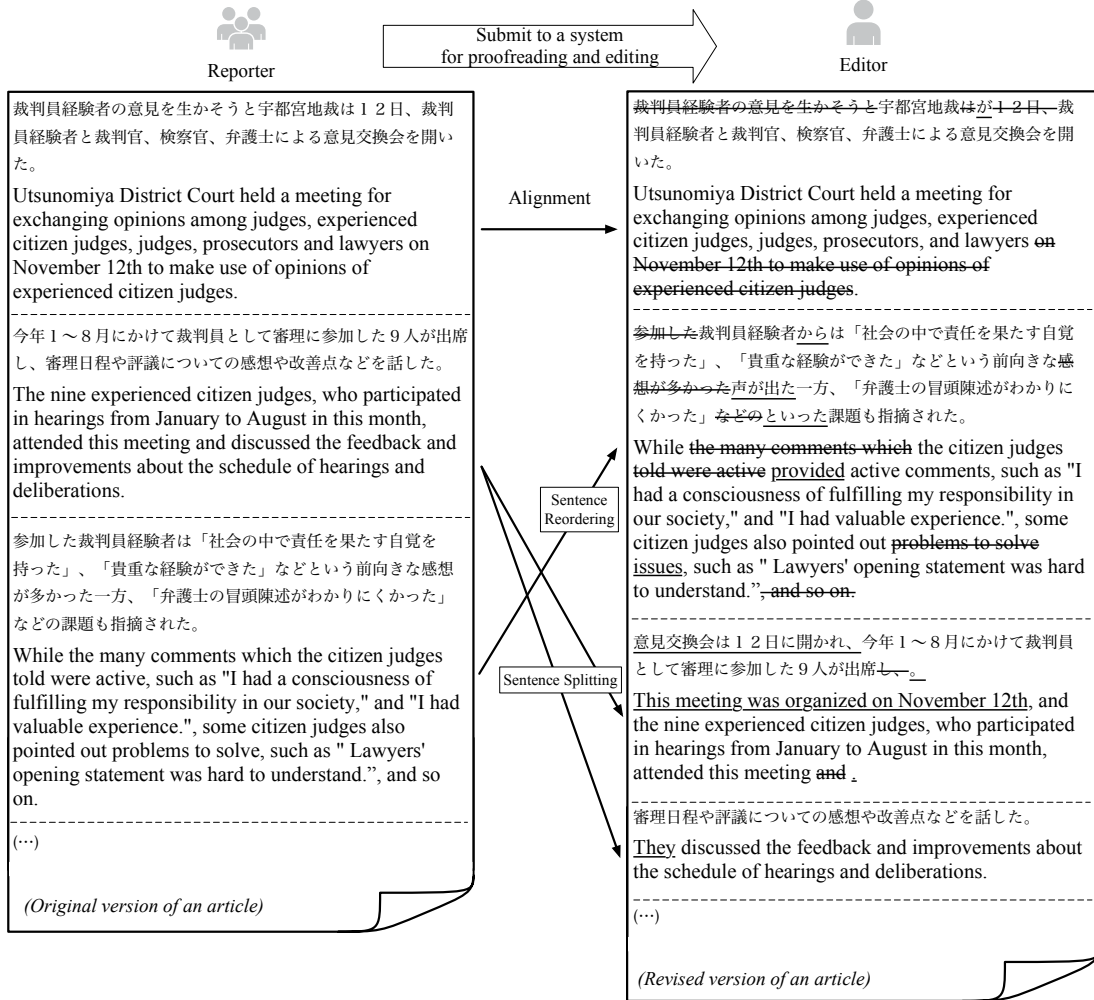 Reporter
Submit to a system
for proofreading and editing
Editor
裁判員経験者の意見を生かそうと宇都宮地裁は１２日、裁判
員経験者と裁判官、検察官、弁護士による意見交換会を開い
た。
Utsunomiya District Court held a meeting for
exchanging opinions among judges, experienced
citizen judges, judges, prosecutors and lawyers on
November 12th to make use of opinions of
experienced citizen judges.
今年１～８月にかけて裁判員として審理に参加した９人が出席
し、審理日程や評議についての感想や改善点などを話した。
The nine experienced citizen judges, who participated
in hearings from January to August in this month,
attended this meeting and discussed the feedback and
improvements about the schedule of hearings and
deliberations.
参加した裁判員経験者は「社会の中で責任を果たす自覚を
持った」、「貴重な経験ができた」などという前向きな感想
が多かった一方、「弁護士の冒頭陳述がわかりにくかった」
などの課題も指摘された。
While the many comments which the citizen judges
told were active, such as "I had a consciousness of
fulfilling my responsibility in our society," and "I had
valuable experience.", some citizen judges also
pointed out problems to solve, such as " Lawyers'
opening statement was hard to understand.”, and so
on.
(…)
(Original version of an article)
Alignment
Sentence
Reordering
Sentence Splitting
裁判員経験者の意見を生かそうと宇都宮地裁はが１２日、裁
判員経験者と裁判官、検察官、弁護士による意見交換会を開
いた。
Utsunomiya District Court held a meeting for
exchanging opinions among judges, experienced
citizen judges, judges, prosecutors, and lawyers on
November 12th to make use of opinions of
experienced citizen judges.
参加した裁判員経験者からは「社会の中で責任を果たす自覚
を持った」、「貴重な経験ができた」などという前向きな感
想が多かった声が出た一方、「弁護士の冒頭陳述がわかりに
くかった」などのといった課題も指摘された。
While the many comments which the citizen judges
told were active provided active comments, such as "I
had a consciousness of fulfilling my responsibility in
our society," and "I had valuable experience.", some
citizen judges also pointed out problems to solve
issues, such as " Lawyers' opening statement was hard
to understand.”, and so on.
意見交換会は１２日に開かれ、今年１～８月にかけて裁判員
として審理に参加した９人が出席し、。
This meeting was organized on November 12th, and
the nine experienced citizen judges, who participated
in hearings from January to August in this month,
attended this meeting and .
審理日程や評議についての感想や改善点などを話した。
They discussed the feedback and improvements about
the schedule of hearings and deliberations.
(…)
(Revised version of an article)